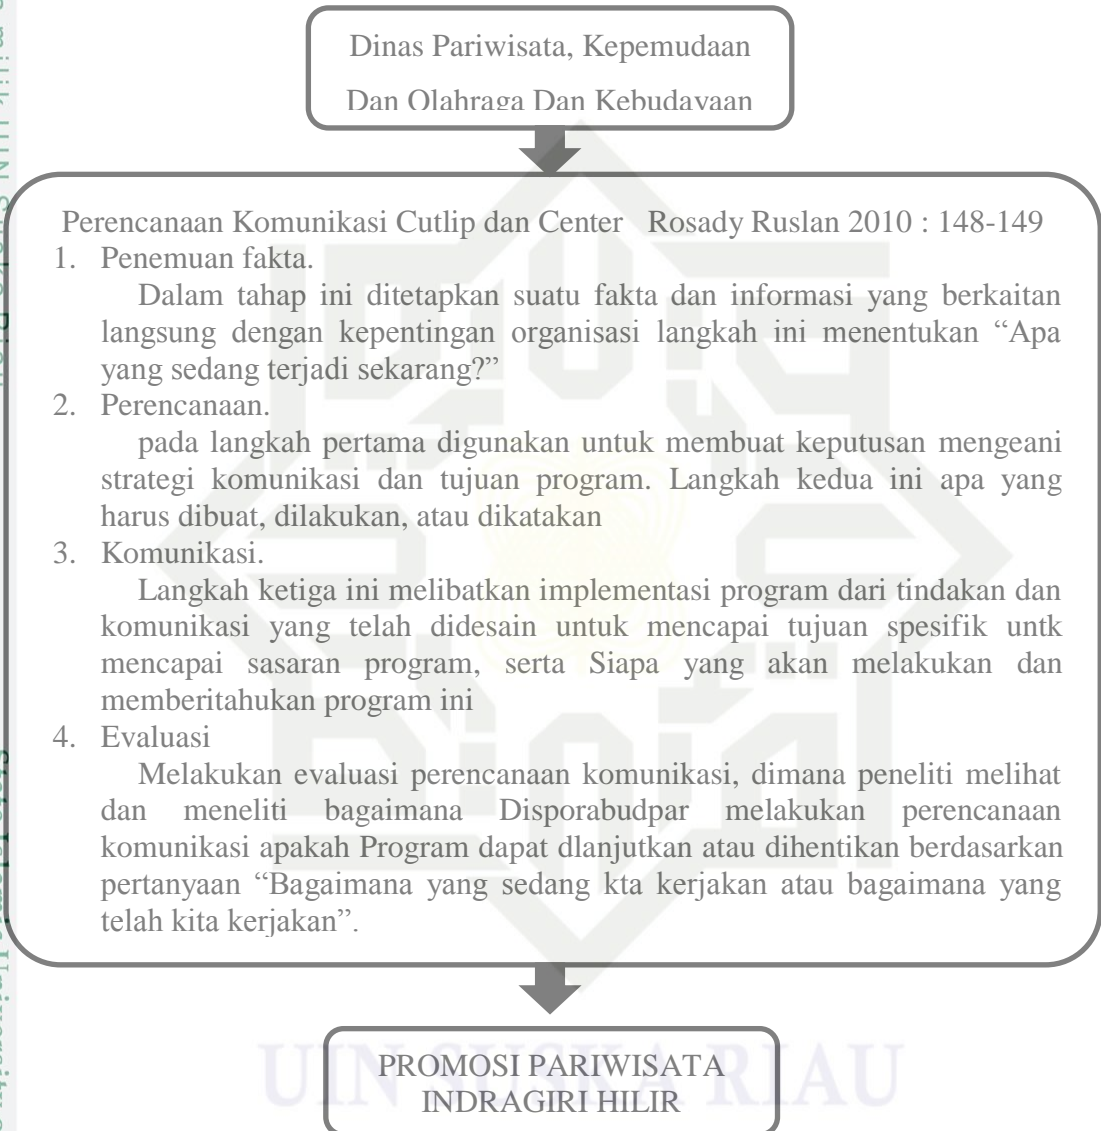 Dinas Pariwisata, Kepemudaan
Dan Olahraga Dan Kebudayaan
Perencanaan Komunikasi Cutlip dan Center Rosady Ruslan 2010 : 148-149
1. Penemuan fakta.
Dalam tahap ini ditetapkan suatu fakta dan informasi yang berkaitan
langsung dengan kepentingan organisasi langkah ini menentukan “Apa
yang sedang terjadi sekarang?”
2. Perencanaan.
pada langkah pertama digunakan untuk membuat keputusan mengeani
strategi komunikasi dan tujuan program. Langkah kedua ini apa yang
harus dibuat, dilakukan, atau dikatakan
3. Komunikasi.
Langkah ketiga ini melibatkan implementasi program dari tindakan dan
komunikasi yang telah didesain untuk mencapai tujuan spesifik untk
mencapai sasaran program, serta Siapa yang akan melakukan dan
memberitahukan program ini
4. Evaluasi
Melakukan evaluasi perencanaan komunikasi, dimana peneliti melihat
dan meneliti bagaimana Disporabudpar melakukan perencanaan
komunikasi apakah Program dapat dlanjutkan atau dihentikan berdasarkan
pertanyaan “Bagaimana yang sedang kta kerjakan atau bagaimana yang
telah kita kerjakan”.
PROMOSI PARIWISATA
INDRAGIRI HILIR
UIN SUSKA RIAU